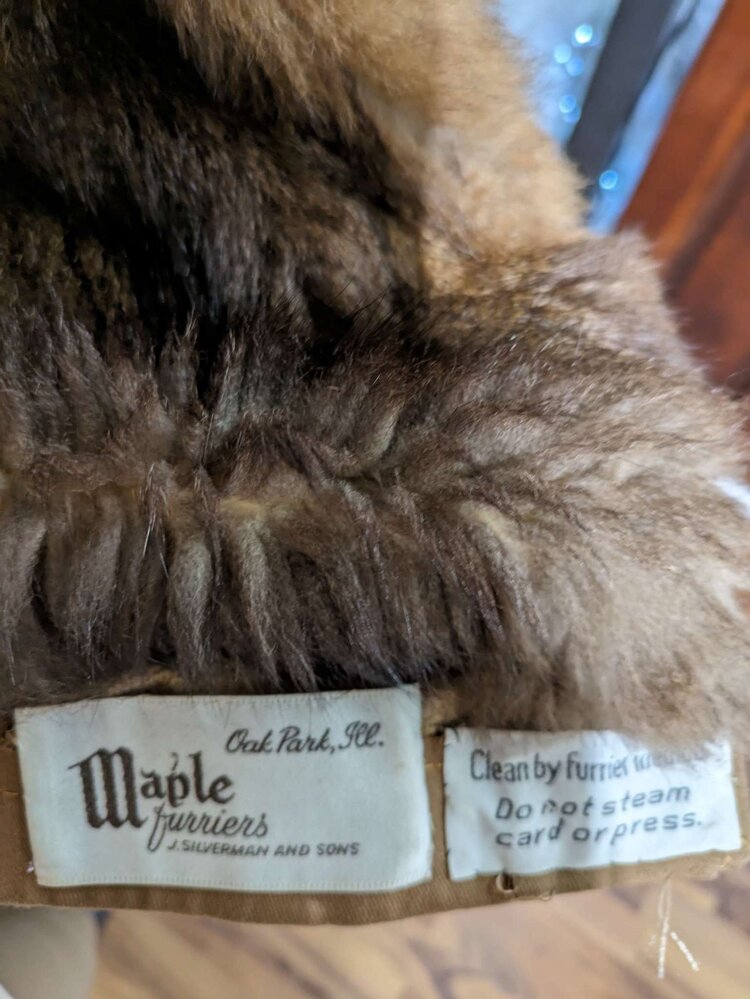 Oak Park, Ill.
Maple
furriers
J. SILVERMAN AND SONS
Clean by furrier
Do not steam
card or press.